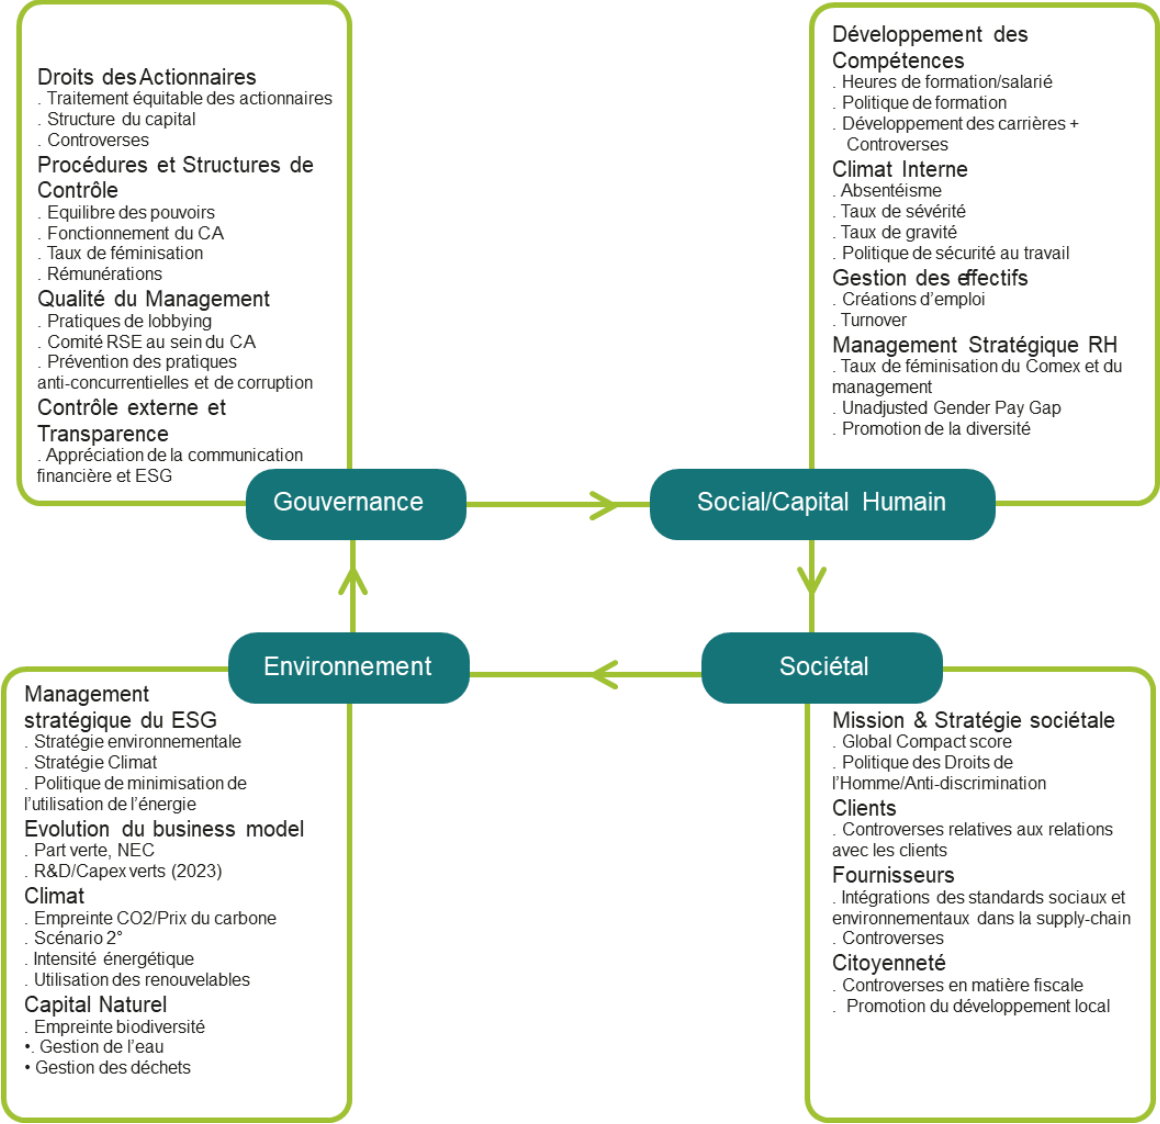 Droits des Actionnaires
. Traitement équitable des actionnaires
. Structure du capital
. Controverses
Procédures et Structures de
Contrôle
. Equilibre des pouvoirs
. Fonctionnement du CA
. Taux de féminisation
. Rémunérations
Qualité du Management
. Pratiques de lobbying
. Comité RSE au sein du CA
. Prévention des pratiques
anti-concurrentielles et de corruption
Contrôle externe et
Transparence
. Appréciation de la communication
financière et ESG
Gouvernance
Développement des
Compétences
. Heures de formation/salarié
. Politique de formation
. Développement des carrières +
Controverses
Climat Interne
. Absentéisme
. Taux de sévérité
. Taux de gravité
. Politique de sécurité au travail
Gestion des effectifs
. Créations d’emploi
. Turnover
Management Stratégique RH
. Taux de féminisation du Comex et du
management
. Unadjusted Gender Pay Gap
. Promotion de la diversité
Social/Capital Humain
Environnement
Management
stratégique du ESG
. Stratégie environnementale
. Stratégie Climat
. Politique de minimisation de
l’utilisation de l’énergie
Evolution du business model
. Part verte, NEC
. R&D/Capex verts (2023)
Climat
. Empreinte CO2/Prix du carbone
. Scénario 2°
. Intensité énergétique
. Utilisation des renouvelables
Capital Naturel
. Empreinte biodiversité
•. Gestion de l’eau
• Gestion des déchets
Sociétal
Mission & Stratégie sociétale
. Global Compact score
. Politique des Droits de
l’Homme/Anti-discrimination
Clients
. Controverses relatives aux relations
avec les clients
Fournisseurs
. Intégrations des standards sociaux et
environnementaux dans la supply-chain
. Controverses
Citoyenneté
. Controverses en matière fiscale
. Promotion du développement local